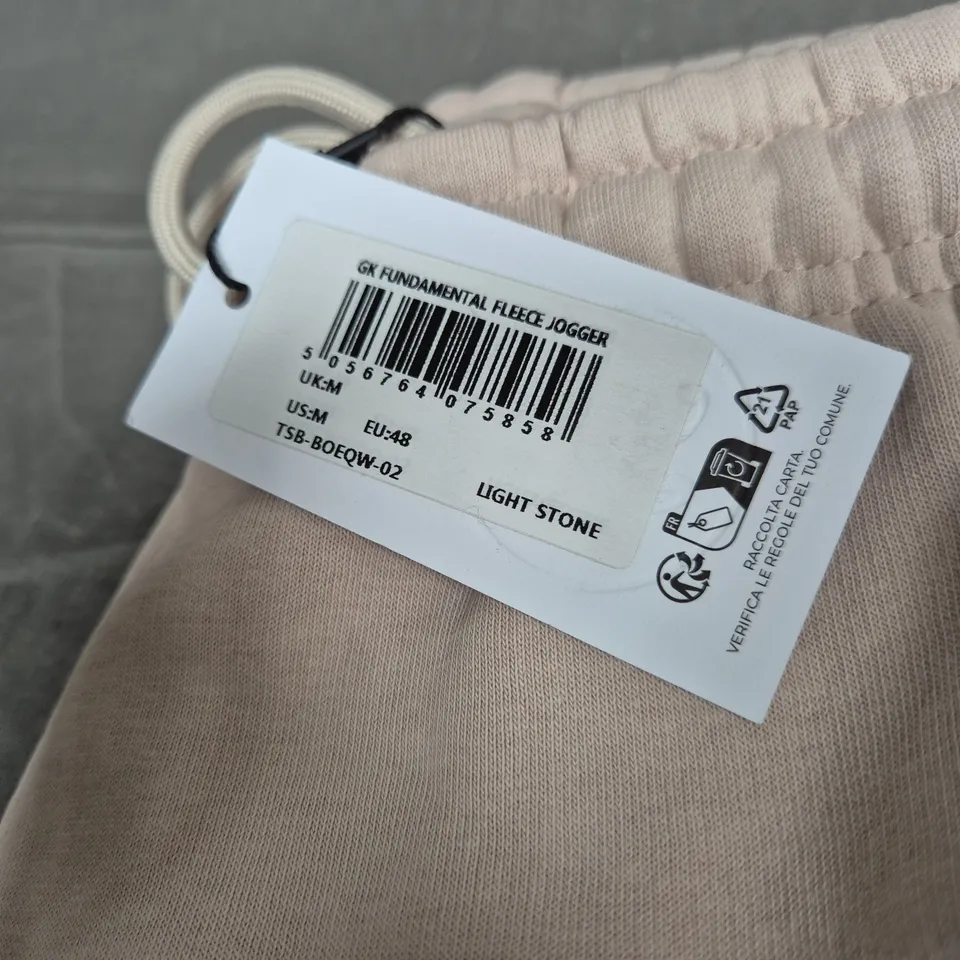 GK FUNDAMENTAL FLEECE JOGGER
5 056764 075858
UK:M
US:M EU:48
TSB-BOEQW-02
LIGHT STONE
21
PAP
FR
RACCOLTA CARTA.
VERIFICA LE REGOLE DEL TUO COMUNE.